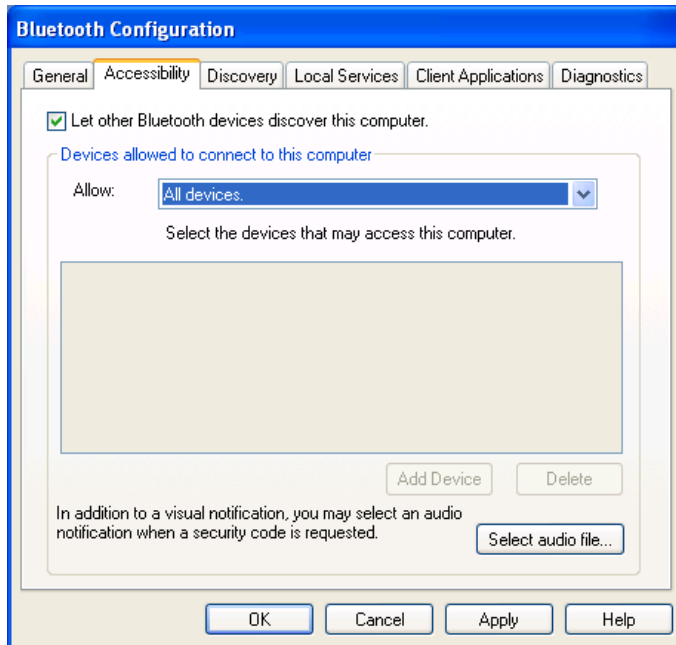 Bluetooth Configuration
General Accessibility Discovery Local Services Client Applications Diagnostics
Let other Bluetooth devices discover this computer.
Devices allowed to connect to this computer
Allow: All devices.
Select the devices that may access this computer.
Add Device Delete
In addition to a visual notification, you may select an audio
notification when a security code is requested.
Select audio file...
OK Cancel Apply Help